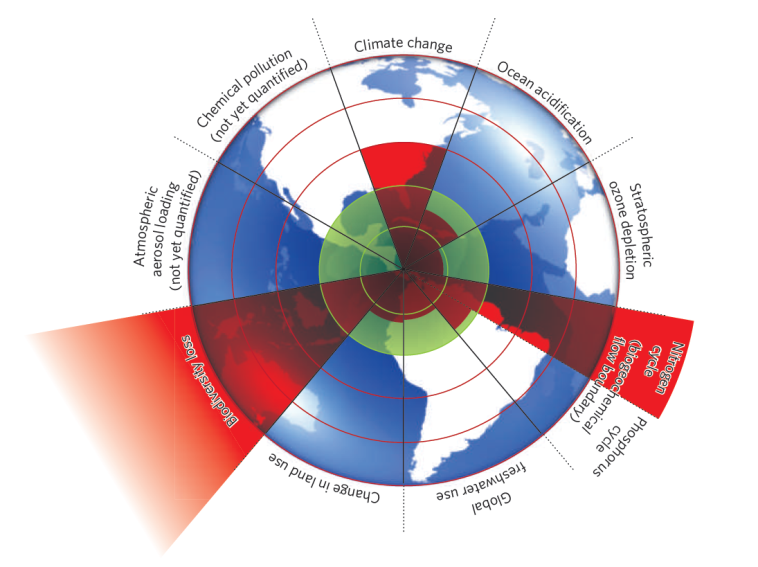 Climate change
Ocean acidification
Stratospheric
ozone depletion
Nitrogen
cycle
(biogeochemical
flow boundary)
Phosphorus
cycle
Global
freshwater use
Change in land use
Biodiversity loss
Atmospheric
aerosol loading
(not yet quantified)
Chemical pollution
(not yet quantified)